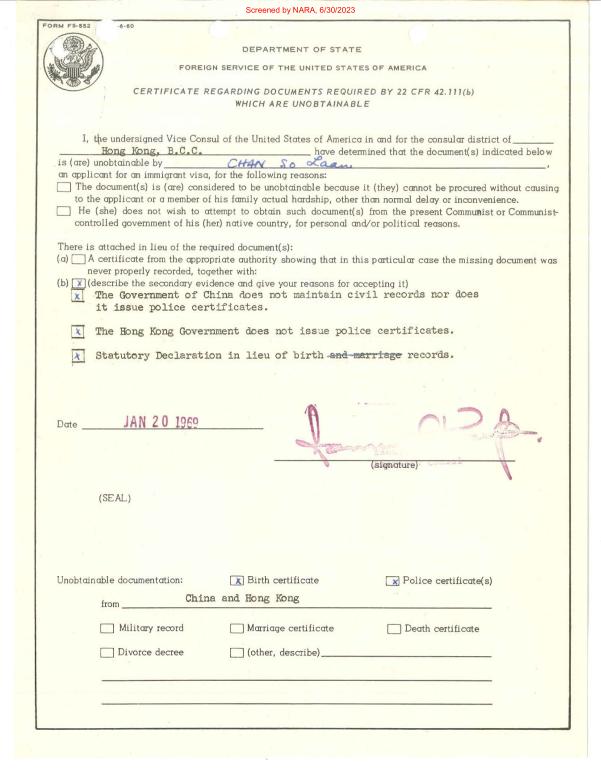 Screened by NARA, 6/30/2023
FORM FS-552 -6-60
DEPARTMENT OF STATE
FOREIGN SERVICE OF THE UNITED STATES OF AMERICA
CERTIFICATE REGARDING DOCUMENTS REQUIRED BY 22 CFR 42.111(b)
WHICH ARE UNOBTAINABLE
I, the undersigned Vice Consul of the United States of America in and for the consular district of
Hong Kong, B.C.C. have determined that the document(s) indicated below
is (are) unobtainable by CHAN So Laan,
an applicant for an immigrant visa, for the following reasons:
The document(s) is (are) considered to be unobtainable because it (they) cannot be procured without causing
to the applicant or a member of his family actual hardship, other than normal delay or inconvenience.
He (she) does not wish to attempt to obtain such document(s) from the present Communist or Communist-
controlled government of his (her) native country, for personal and/or political reasons.
There is attached in lieu of the required document(s):
(a) A certificate from the appropriate authority showing that in this particular case the missing document was
never properly recorded, together with:
(b) x (describe the secondary evidence and give your reasons for accepting it)
x The Government of China does not maintain civil records nor does
it issue police certificates.
x The Hong Kong Government does not issue police certificates.
x Statutory Declaration in lieu of birth and marriage records.
Date JAN 20 1969
(signature)
(SEAL)
Unobtainable documentation: x Birth certificate x Police certificate(s)
from China and Hong Kong
Military record Marriage certificate Death certificate
Divorce decree (other, describe)